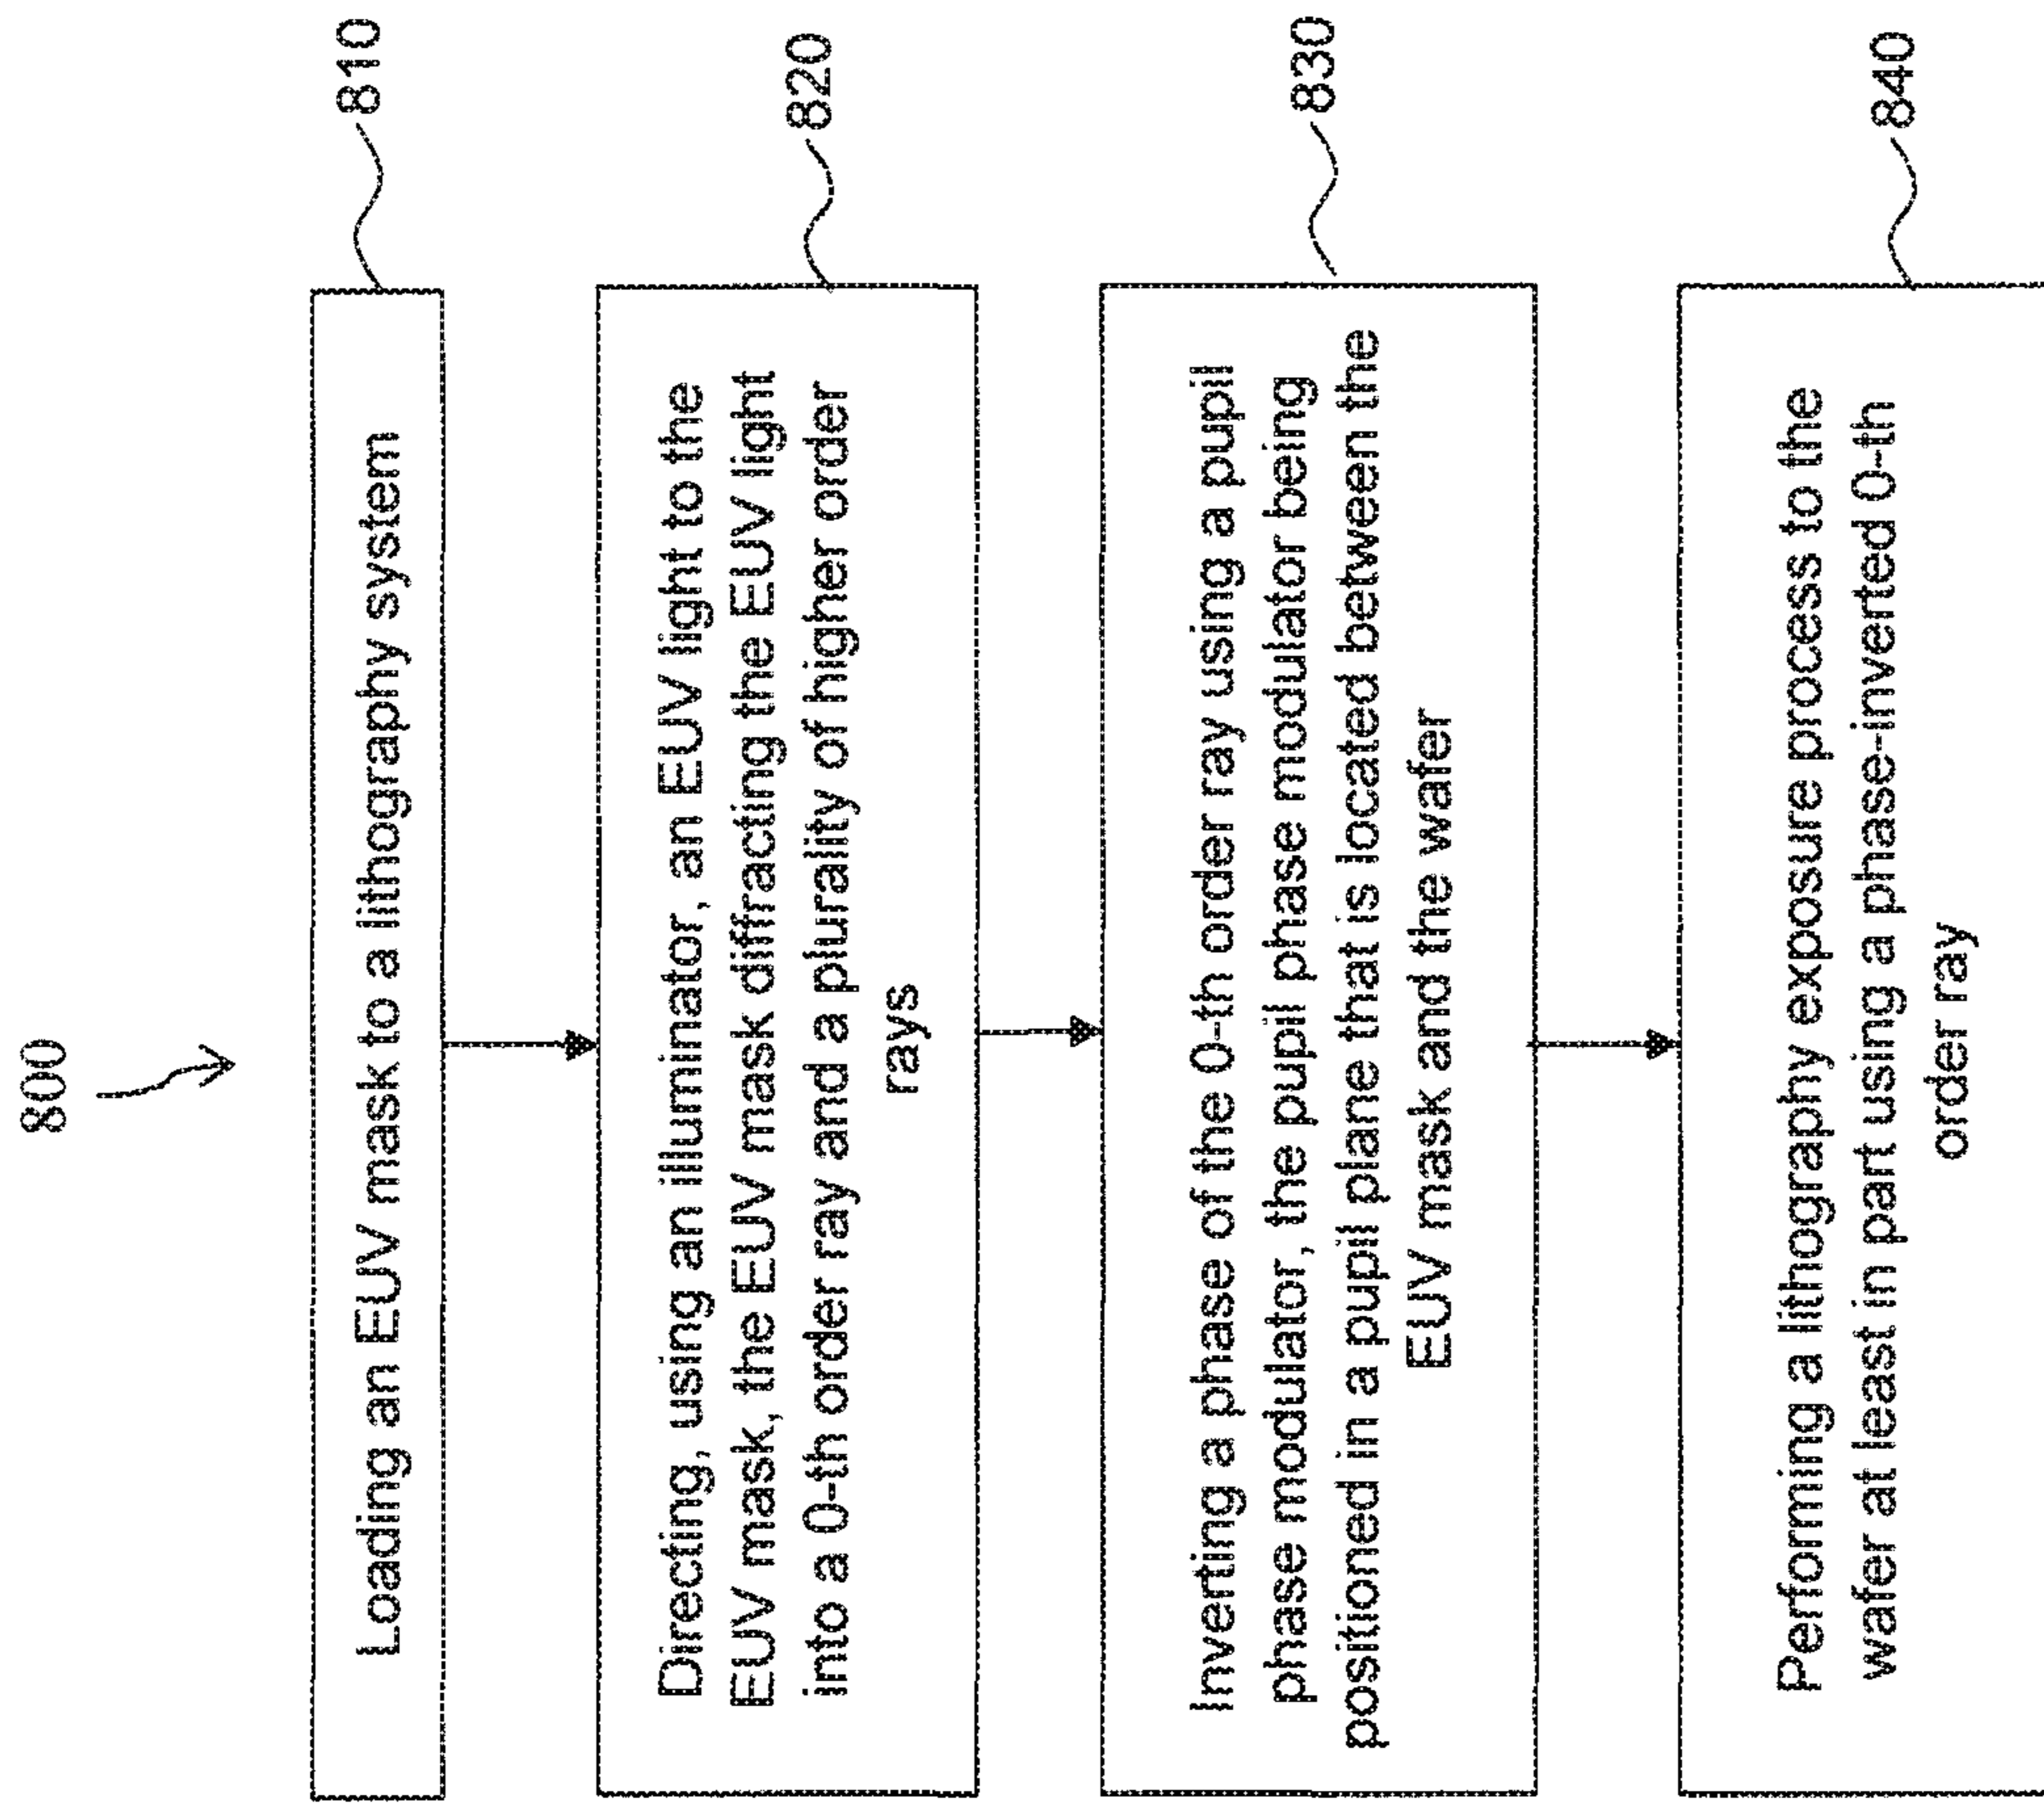 800
810
Loading an EUV mask to a lithography system
820
Directing, using an illuminator, an EUV light to the
EUV mask, the EUV mask diffracting the EUV light
into a 0-th order ray and a plurality of higher order
rays
830
Inverting a phase of the 0-th order ray using a pupil
phase modulator, the pupil phase modulator being
positioned in a pupil plane that is located between the
EUV mask and the wafer
840
Performing a lithography exposure process to the
wafer at least in part using a phase-inverted 0-th
order ray